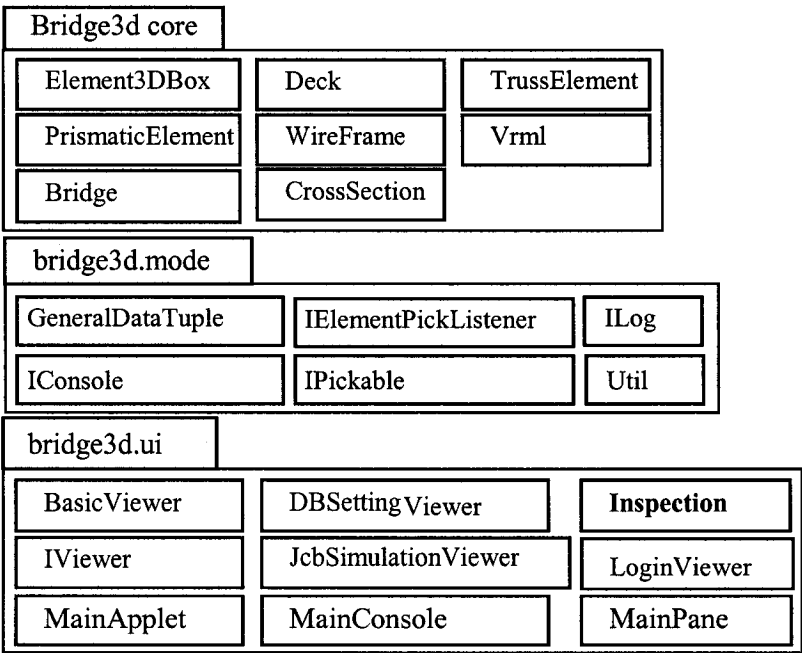 Bridge3d core
Element3DBox Deck TrussElement
PrismaticElement WireFrame Vrml
Bridge CrossSection
bridge3d.mode
GeneralDataTuple IElementPickListener ILog
IConsole IPickable Util
bridge3d.ui
BasicViewer DBSetting Viewer Inspection
IViewer JcbSimulationViewer LoginViewer
MainApplet MainConsole MainPane